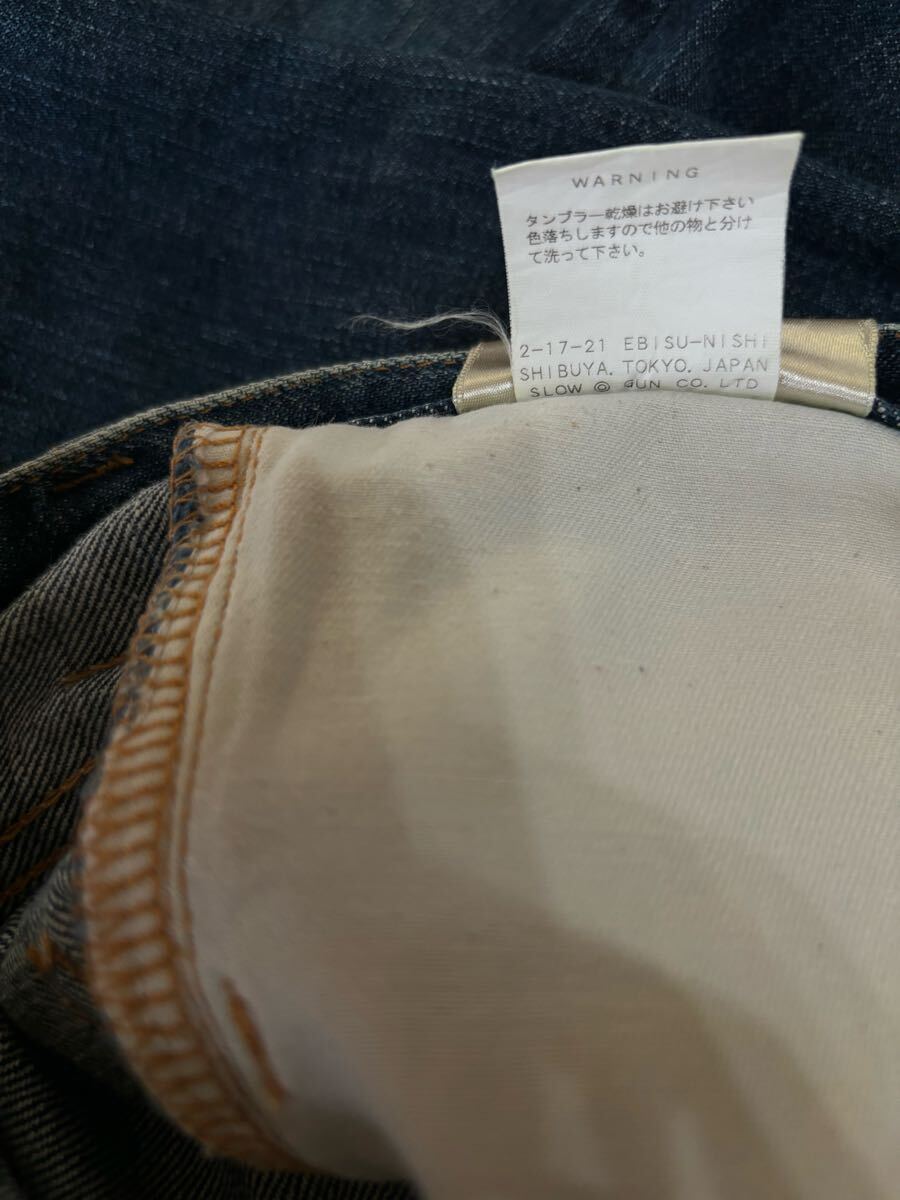 WARNING
タンブラー乾燥はお避け下さい
色落ちしますので他の物と分け
て洗って下さい。
2-17-21 EBISU-NISHI
SHIBUYA. TOKYO. JAPAN
SLOW © GUN CO. LTD